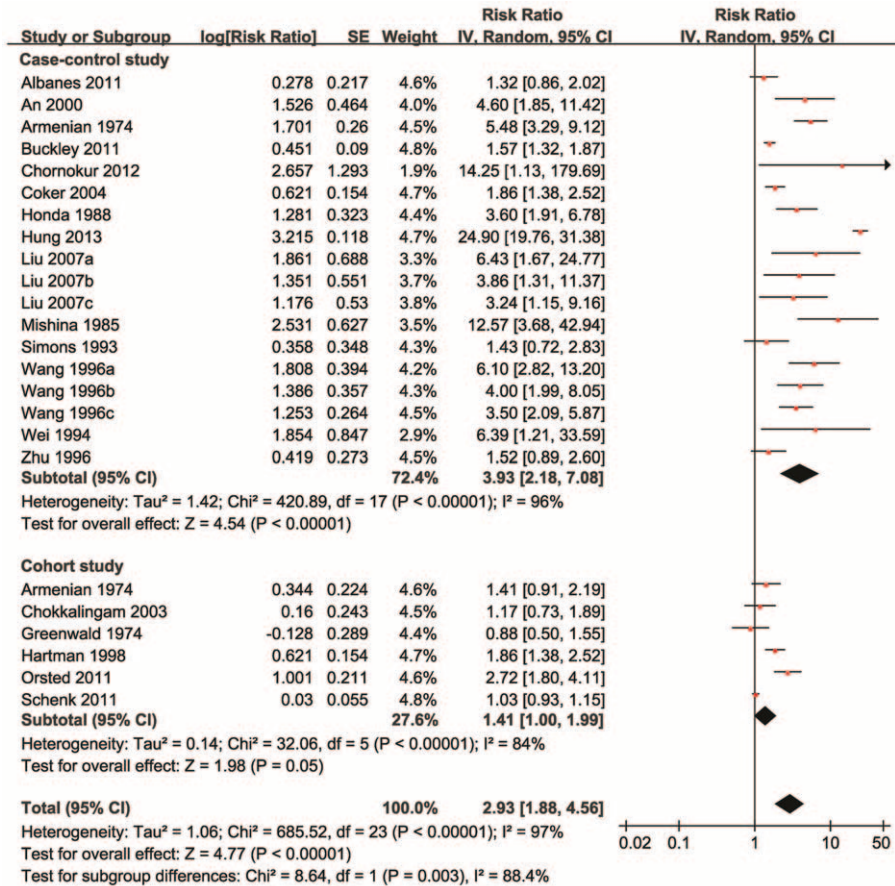 Risk Ratio Risk Ratio
Study or Subgroup log[Risk Ratio] SE Weight IV, Random, 95% CI IV, Random, 95% CI
Case-control study
Albanes 2011 0.278 0.217 4.6% 1.32 [0.86, 2.02]
An 2000 1.526 0.464 4.0% 4.60 [1.85, 11.42]
Armenian 1974 1.701 0.26 4.5% 5.48 [3.29, 9.12]
Buckley 2011 0.451 0.09 4.8% 1.57 [1.32, 1.87]
Chornokur 2012 2.657 1.293 1.9% 14.25 [1.13, 179.69]
Coker 2004 0.621 0.154 4.7% 1.86 [1.38, 2.52]
Honda 1988 1.281 0.323 4.4% 3.60 [1.91, 6.78]
Hung 2013 3.215 0.118 4.7% 24.90 [19.76, 31.38]
Liu 2007a 1.861 0.688 3.3% 6.43 [1.67, 24.77]
Liu 2007b 1.351 0.551 3.7% 3.86 [1.31, 11.37]
Liu 2007c 1.176 0.53 3.8% 3.24 [1.15, 9.16]
Mishina 1985 2.531 0.627 3.5% 12.57 [3.68, 42.94]
Simons 1993 0.358 0.348 4.3% 1.43 [0.72, 2.83]
Wang 1996a 1.808 0.394 4.2% 6.10 [2.82, 13.20]
Wang 1996b 1.386 0.357 4.3% 4.00 [1.99, 8.05]
Wang 1996c 1.253 0.264 4.5% 3.50 [2.09, 5.87]
Wei 1994 1.854 0.847 2.9% 6.39 [1.21, 33.59]
Zhu 1996 0.419 0.273 4.5% 1.52 [0.89, 2.60]
Subtotal (95% CI) 72.4% 3.93 [2.18, 7.08]
Heterogeneity: Tau² = 1.42; Chi² = 420.89, df = 17 (P < 0.00001); I² = 96%
Test for overall effect: Z = 4.54 (P < 0.00001)
Cohort study
Armenian 1974 0.344 0.224 4.6% 1.41 [0.91, 2.19]
Chokkalingam 2003 0.16 0.243 4.5% 1.17 [0.73, 1.89]
Greenwald 1974 -0.128 0.289 4.4% 0.88 [0.50, 1.55]
Hartman 1998 0.621 0.154 4.7% 1.86 [1.38, 2.52]
Orsted 2011 1.001 0.211 4.6% 2.72 [1.80, 4.11]
Schenk 2011 0.03 0.055 4.8% 1.03 [0.93, 1.15]
Subtotal (95% CI) 27.6% 1.41 [1.00, 1.99]
Heterogeneity: Tau² = 0.14; Chi² = 32.06, df = 5 (P < 0.00001); I² = 84%
Test for overall effect: Z = 1.98 (P = 0.05)
Total (95% CI) 100.0% 2.93 [1.88, 4.56]
Heterogeneity: Tau² = 1.06; Chi² = 685.52, df = 23 (P < 0.00001); I² = 97%
Test for overall effect: Z = 4.77 (P < 0.00001)
Test for subgroup differences: Chi² = 8.64, df = 1 (P = 0.003), I² = 88.4%
0.02 0.1 1 10 50